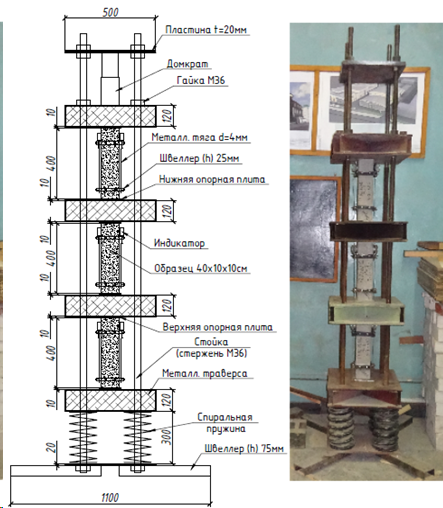 500
Пластина t=20мм
Домкрат
Гайка М36
10
120
Металл. тяга d=4мм
400
Швеллер (h) 25мм
10
Нижняя опорная плита
120
10
Индикатор
400
Образец 40х10х10см
10
120
10
Верхняя опорная плита
Стойка
(стержень М36)
400
Металл. траверса
10
120
Спиральная
пружина
300
20
Швеллер (h) 75мм
1100